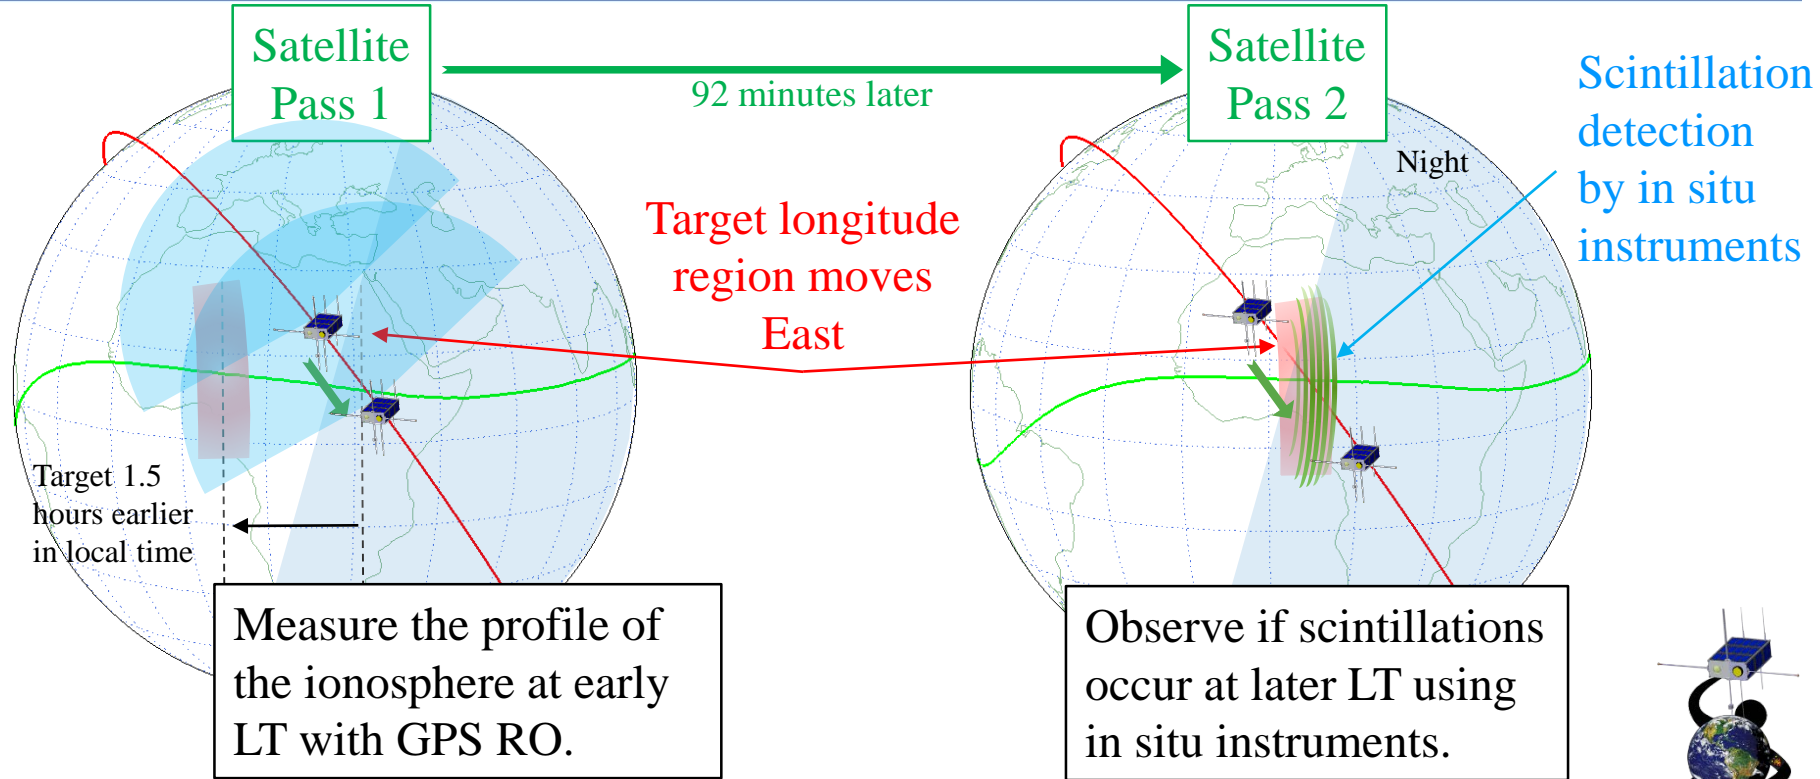 Satellite
Pass 1
92 minutes later
Satellite
Pass 2
Scintillation
detection
by in situ
instruments
Night
Target longitude
region moves
East
Target 1.5
hours earlier
in local time
Measure the profile of
the ionosphere at early
LT with GPS RO.
Observe if scintillations
occur at later LT using
in situ instruments.